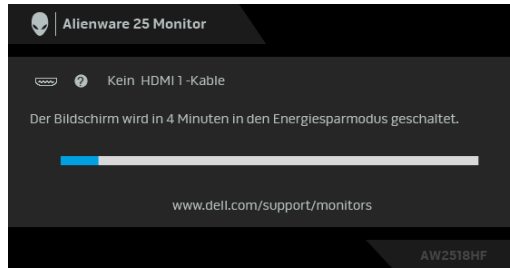 Alienware 25 Monitor
Kein HDMI 1 -Kable
Der Bildschirm wird in 4 Minuten in den Energiesparmodus geschaltet.
www.dell.com/support/monitors
AW2518HF